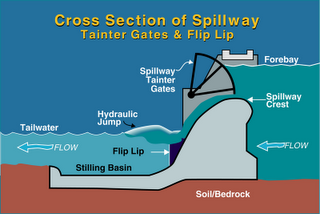 Cross Section of Spillway
Tainter Gates & Flip Lip
Forebay
Spillway
Tainter
Gates
Spillway
Crest
Hydraulic
Jump
Tailwater
FLOW
Flip Lip
FLOW
Stilling Basin
Soil/Bedrock